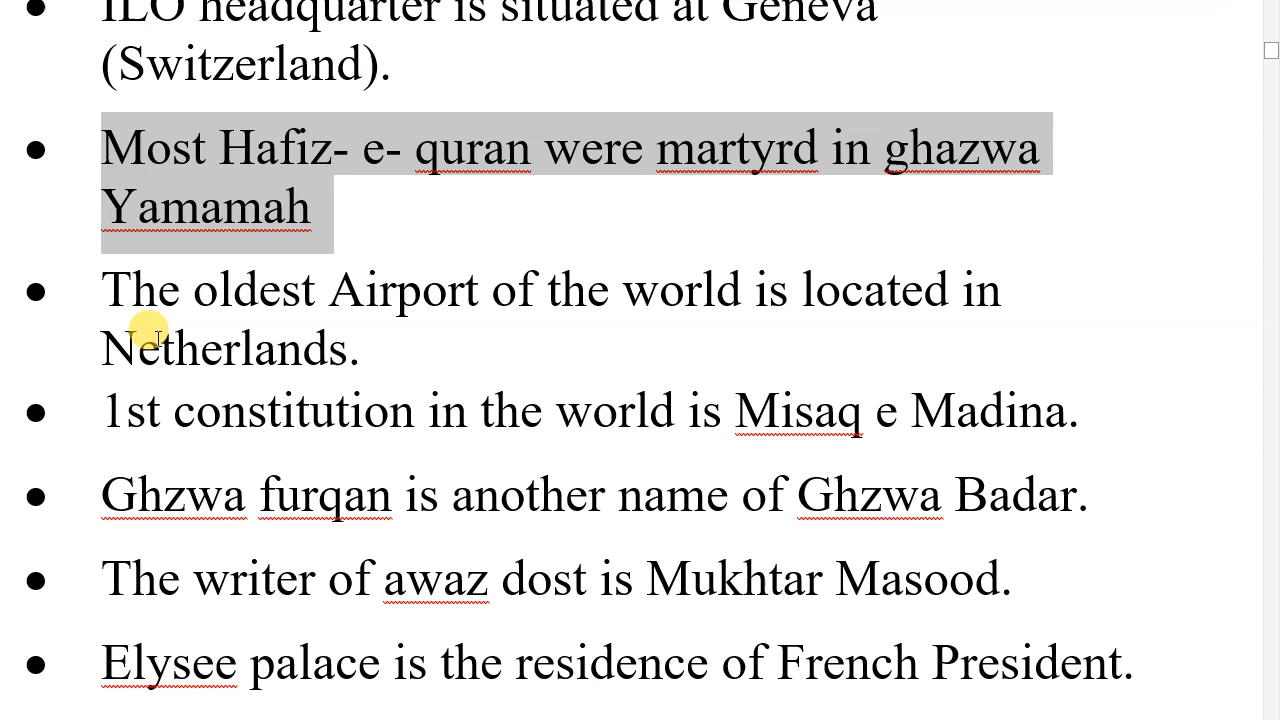 • ILO headquarter is situated at Geneva
(Switzerland).
• Most Hafiz- e- quran were martyrd in ghazwa
Yamamah
• The oldest Airport of the world is located in
Netherlands.
• 1st constitution in the world is Misaq e Madina.
• Ghzwa furqan is another name of Ghzwa Badar.
• The writer of awaz dost is Mukhtar Masood.
• Elysee palace is the residence of French President.